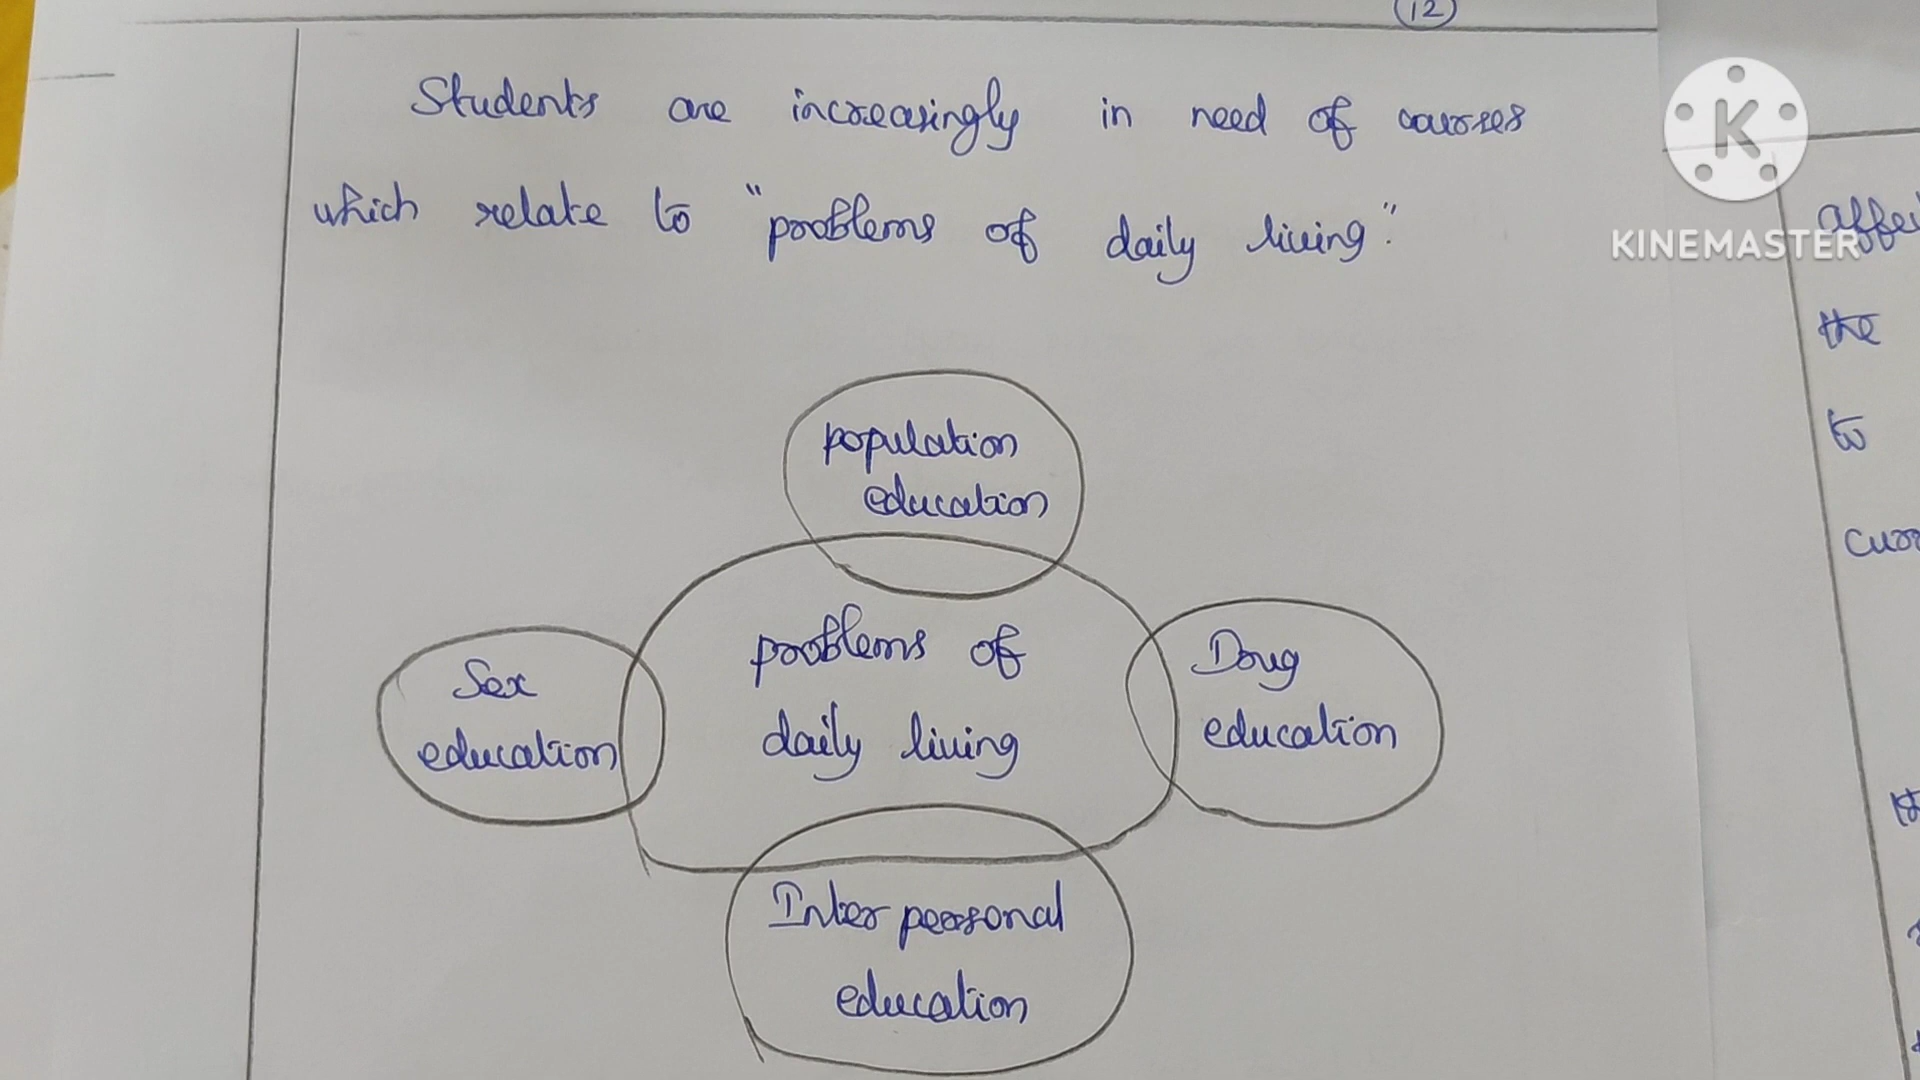 12
Students are increasingly in need of courses
which relate to "problems of daily living".
population
education
Sex
education
problems of
daily living
Drug
education
Inter personal
education
K
KINEMASTER
the
to